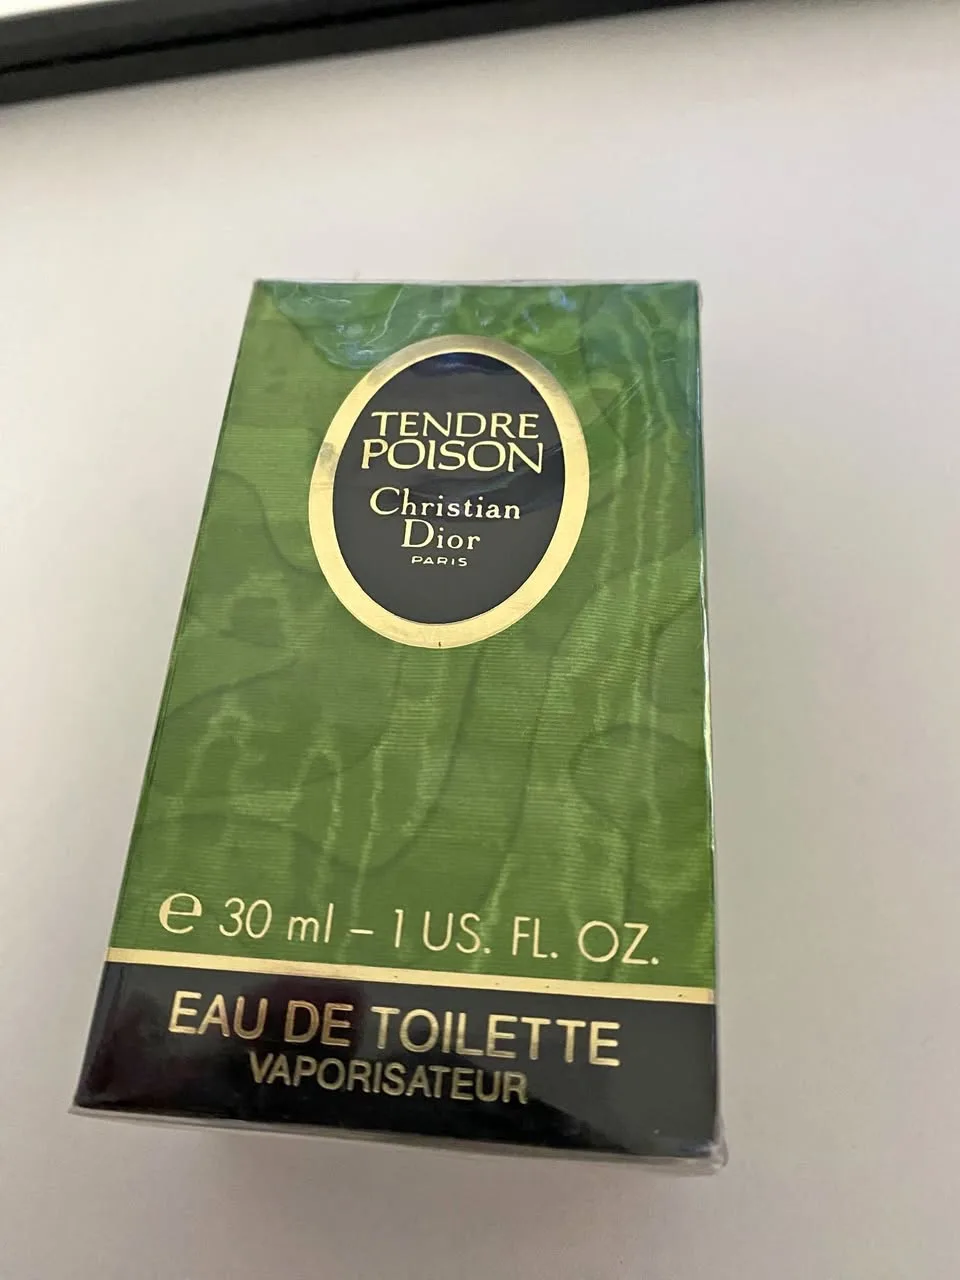 TENDRE
POISON
Christian
Dior
PARIS
e 30 ml – 1 US. FL. OZ.
EAU DE TOILETTE
VAPORISATEUR